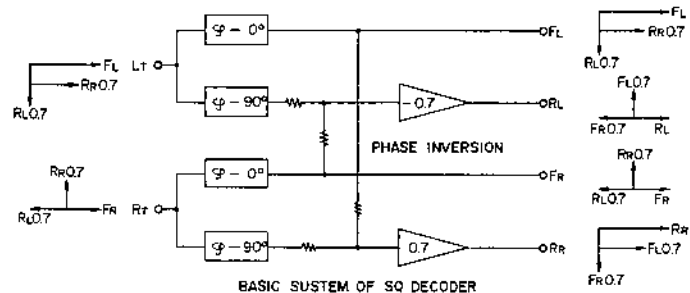 FL
RR0.7
RL0.7
LT
φ-0°
φ-90°
-0.7
FL
RL
PHASE INVERSION
RR0.7
RL0.7
FR
RT
φ-0°
φ-90°
0.7
FR
RR
FL
RR0.7
RL0.7
FL0.7
FR0.7
RL
RR0.7
RL0.7
FR
RR
FL0.7
FR0.7
BASIC SUSTEM OF SQ DECODER